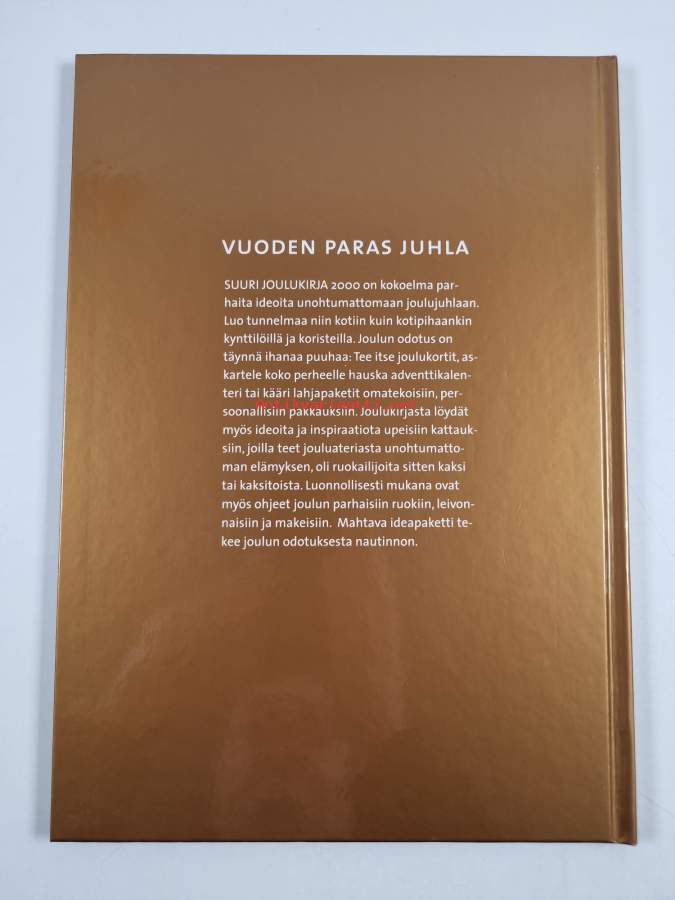 VUODEN PARAS JUHLA
SUURI JOULUKIRJA 2000 on kokoelma par-
haita ideoita unohtumattomaan joulujuhlaan.
Luo tunnelmaa niin kotiin kuin kotipihaankin
kynttilöillä ja koristeilla. Joulun odotus on
täynnä ihanaa puuhaa: Tee itse joulukortit, as-
kartele koko perheelle hauska adventtikalen-
teri tai kääri lahjapaketit omatekoisiin, per-
soonallisiin pakkauksiin. Joulukirjasta löydät
myös ideoita ja inspiraatiota upeisiin kattauk-
siin, joilla teet jouluateriasta unohtumatto-
man elämyksen, oli ruokailijoita sitten kaksi
tai kaksitoista. Luonnollisesti mukana ovat
myös ohjeet joulun parhaisiin ruokiin, leivon-
naisiin ja makeisiin. Mahtava ideapaketti te-
kee joulun odotuksesta nautinnon.